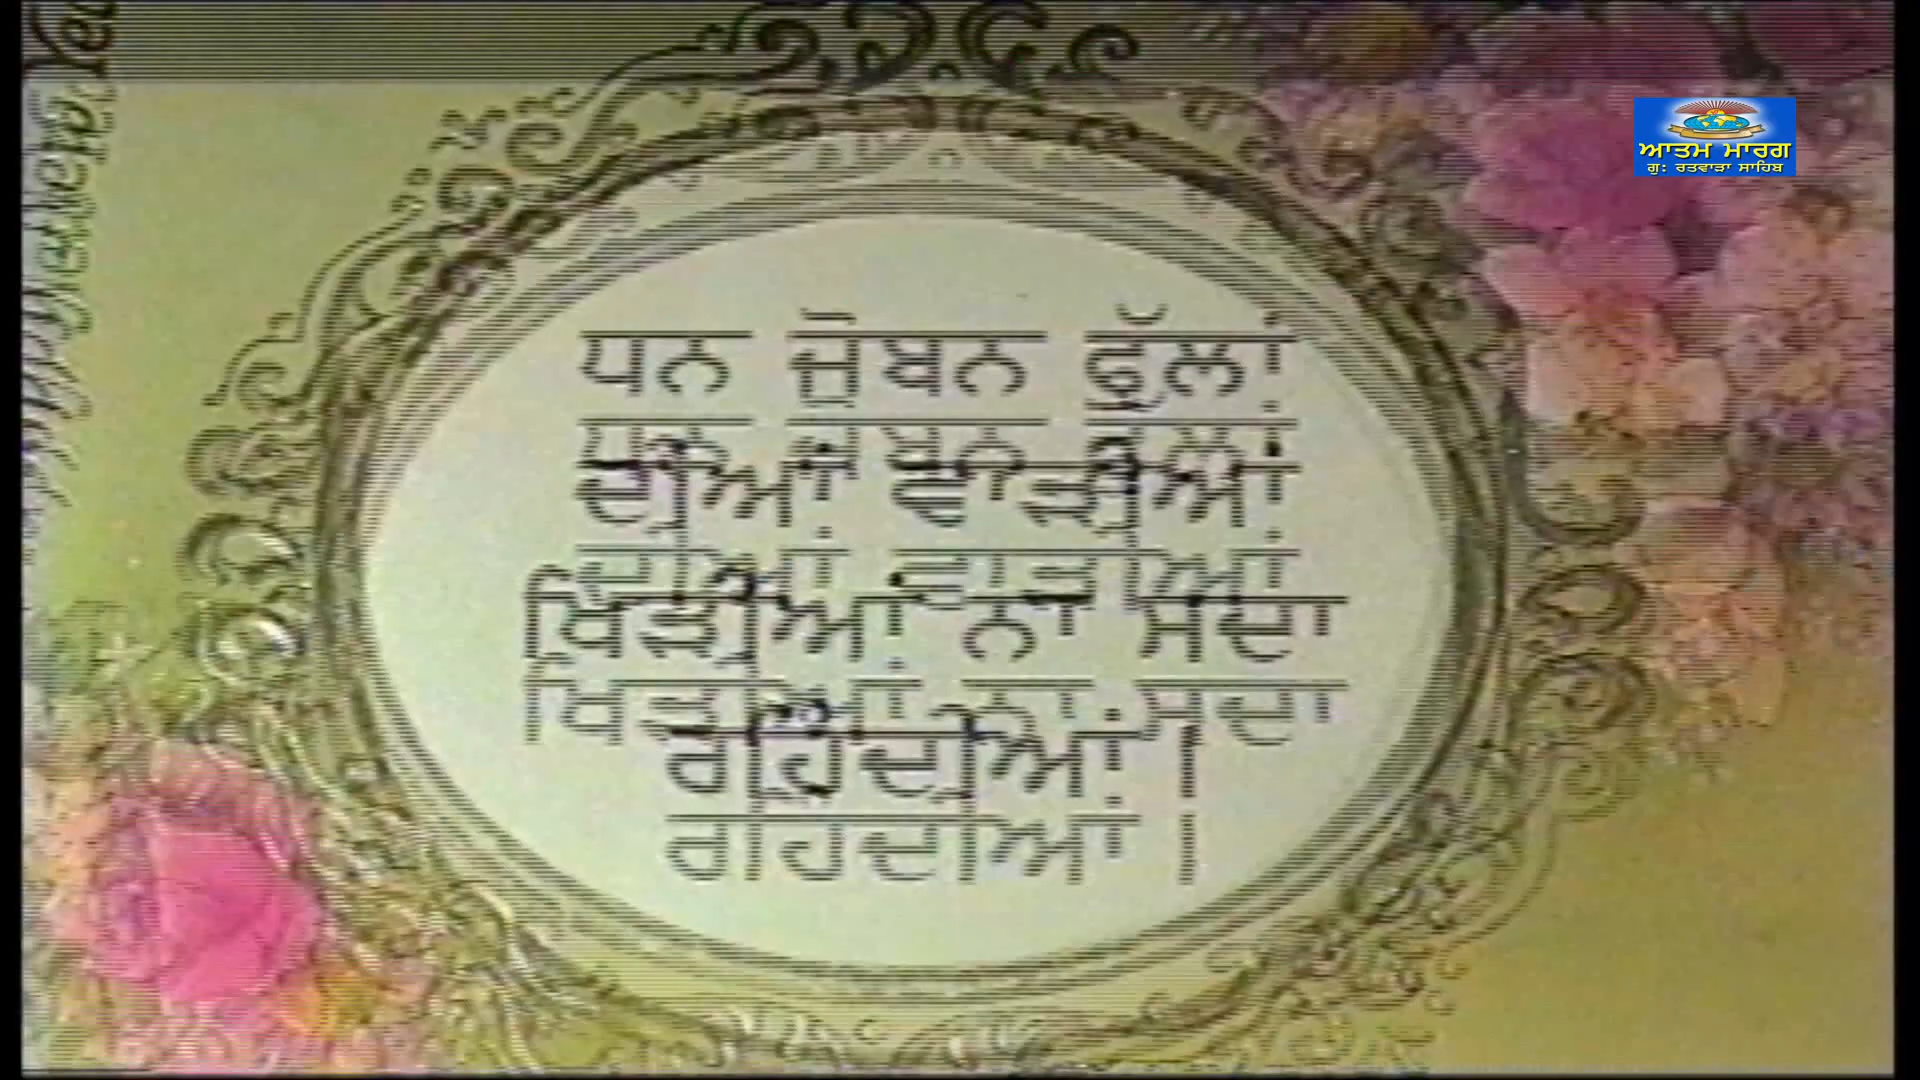 ਆਤਮ ਮਾਰਗ
ਗੁ: ਰਤਵਾੜਾ ਸਾਹਿਬ
ਧਨ ਜੋਬਨ ਫੁੱਲਾਂ
ਦੀਆਂ ਵਾੜੀਆਂ
ਖਿੜੀਆਂ ਨਾ ਸਦਾ
ਰਹਿੰਦੀਆਂ ।